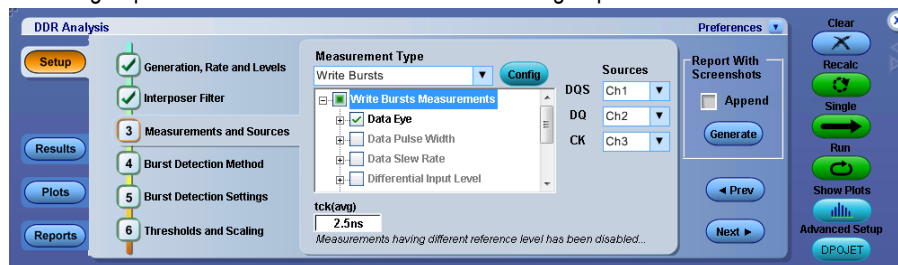 DDR Analysis
Preferences
Clear
Setup
Generation, Rate and Levels
Interposer Filter
3 Measurements and Sources
4 Burst Detection Method
5 Burst Detection Settings
6 Thresholds and Scaling
Results
Plots
Reports
Measurement Type
Write Bursts
Config
Write Bursts Measurements
Data Eye
Data Pulse Width
Data Slew Rate
Differential Input Level
tck(avg)
2.5ns
Measurements having different reference level has been disabled...
Sources
DQS Ch1
DQ Ch2
CK Ch3
Report With
Screenshots
Append
Generate
Prev
Next
Recalc
Single
Run
Show Plots
Advanced Setup
DPOJET